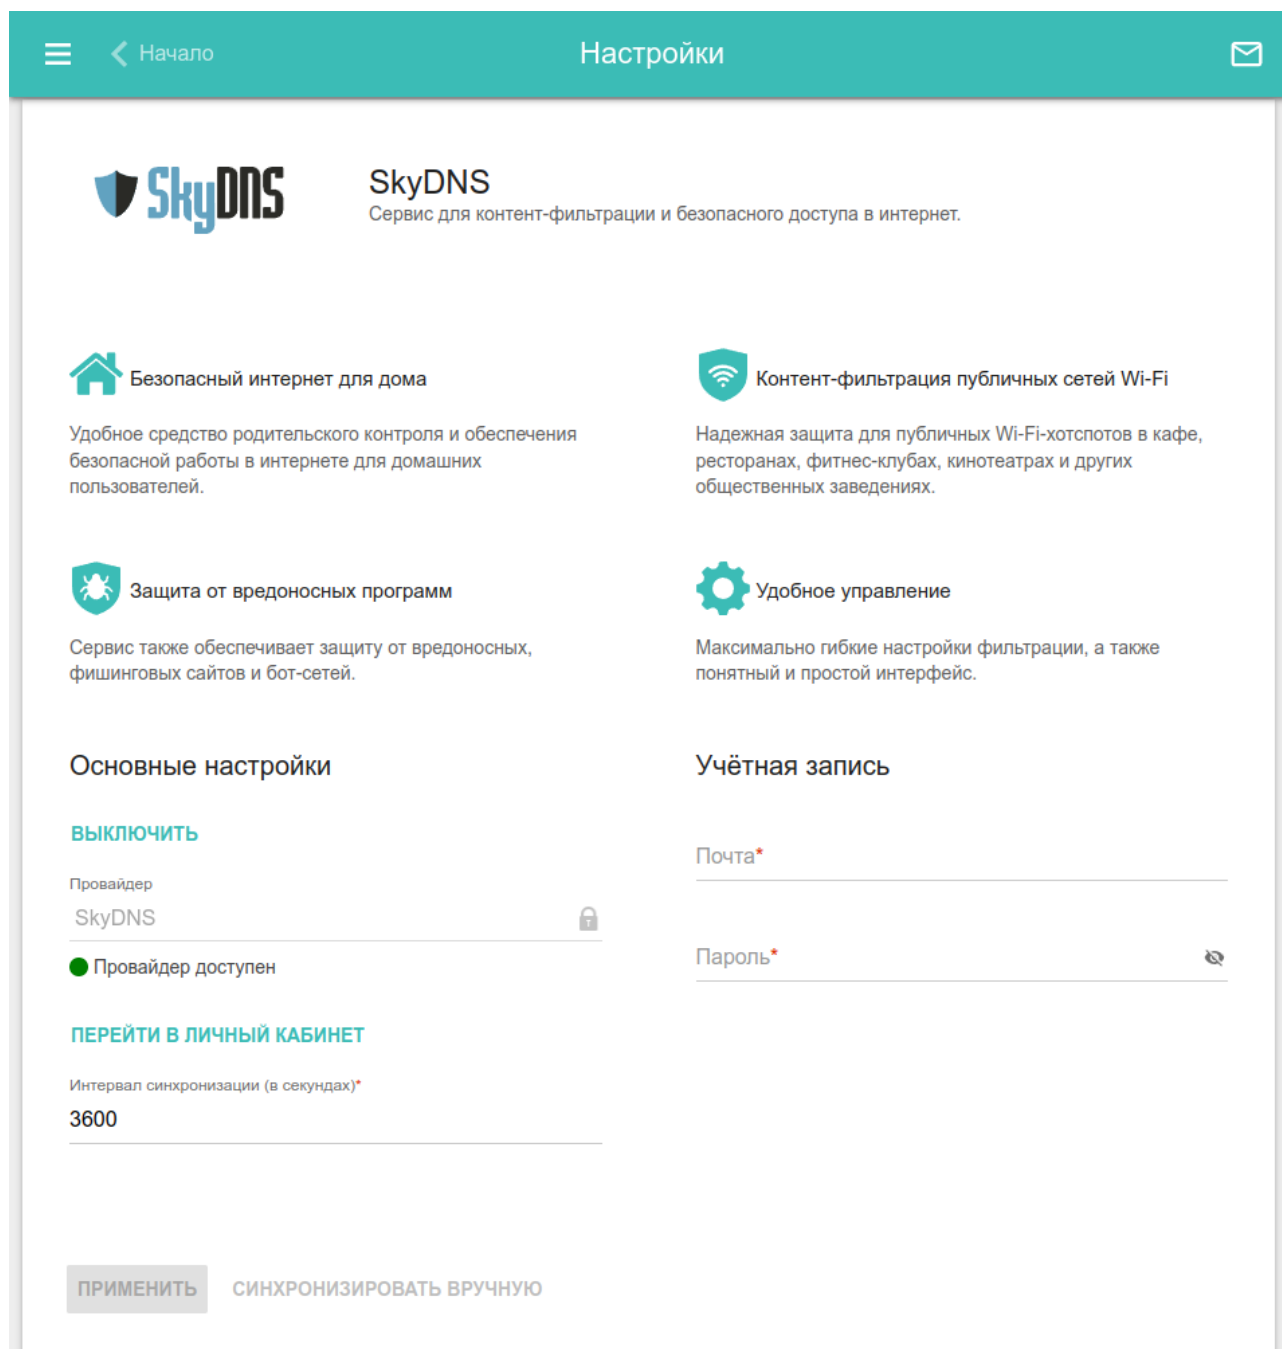 Начало
Настройки
SkyDNS
SkyDNS
Сервис для контент-фильтрации и безопасного доступа в интернет.
Безопасный интернет для дома
Удобное средство родительского контроля и обеспечения
безопасной работы в интернете для домашних
пользователей.
Контент-фильтрация публичных сетей Wi-Fi
Надежная защита для публичных Wi-Fi-хотспотов в кафе,
ресторанах, фитнес-клубах, кинотеатрах и других
общественных заведениях.
Защита от вредоносных программ
Сервис также обеспечивает защиту от вредоносных,
фишинговых сайтов и бот-сетей.
Удобное управление
Максимально гибкие настройки фильтрации, а также
понятный и простой интерфейс.
Основные настройки
ВЫКЛЮЧИТЬ
Провайдер
SkyDNS
Провайдер доступен
ПЕРЕЙТИ В ЛИЧНЫЙ КАБИНЕТ
Интервал синхронизации (в секундах)*
3600
Учётная запись
Почта*
Пароль*
ПРИМЕНИТЬ
СИНХРОНИЗИРОВАТЬ ВРУЧНУЮ